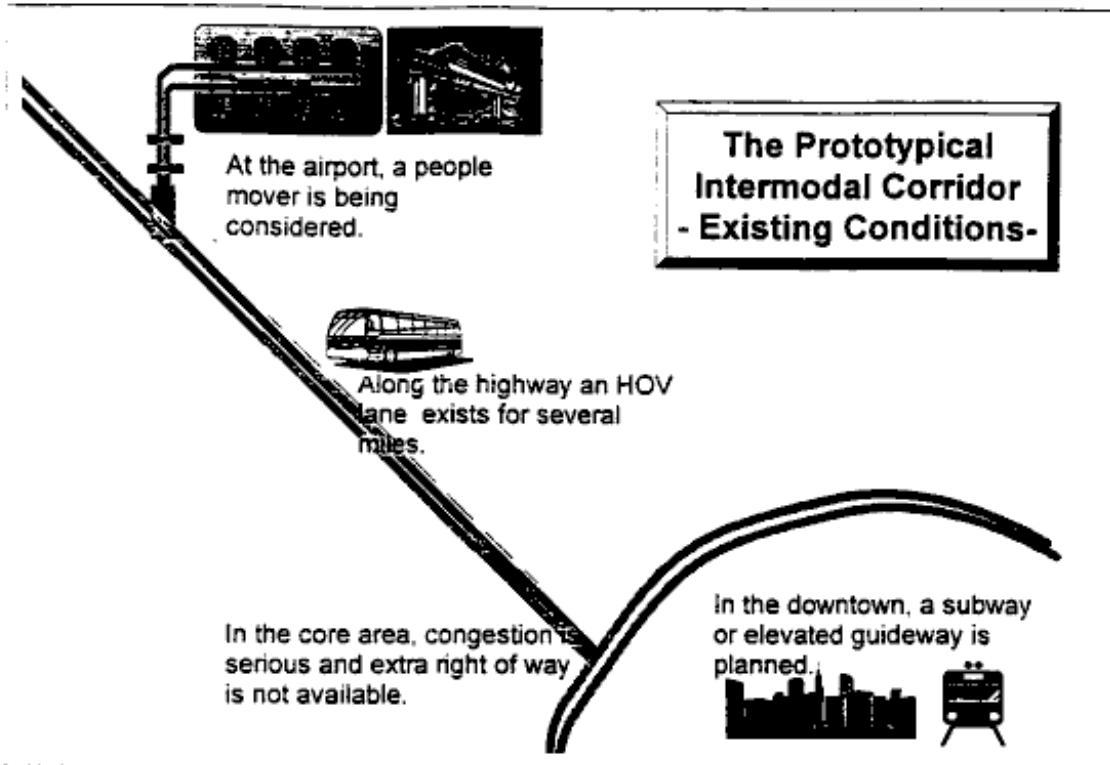 The Prototypical
Intermodal Corridor
- Existing Conditions-
At the airport, a people
mover is being
considered.
Along the highway an HOV
lane exists for several
miles.
In the core area, congestion is
serious and extra right of way
is not available.
In the downtown, a subway
or elevated guideway is
planned.